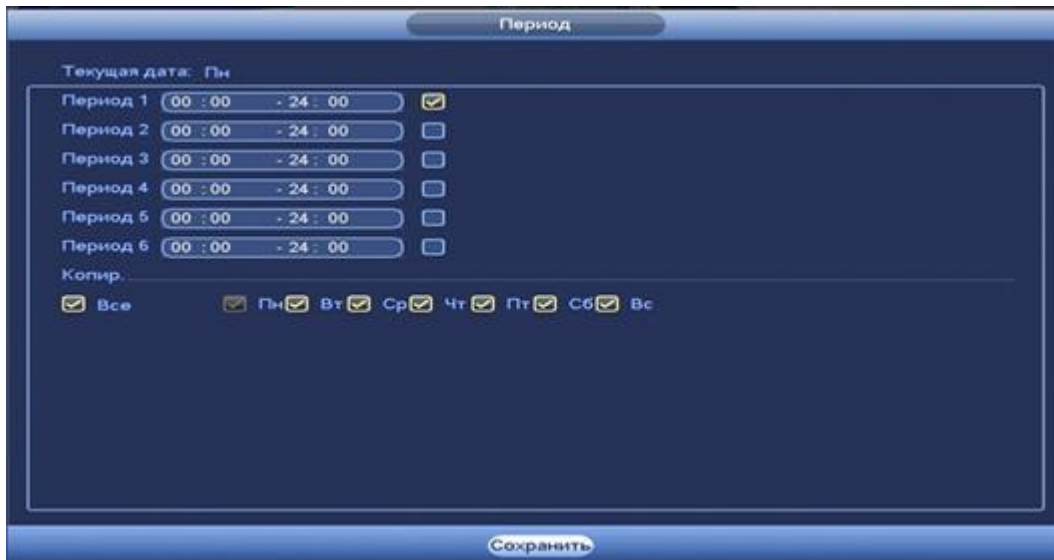 Период
Текущая дата: Пн
Период 1 00 :00 - 24 : 00
Период 2 00 :00 - 24 : 00
Период 3 00 :00 - 24 : 00
Период 4 00 :00 - 24 : 00
Период 5 00 :00 - 24 : 00
Период 6 00 :00 - 24 : 00
Копир.
Все Пн Вт Ср Чт Пт Сб Вс
Сохранить